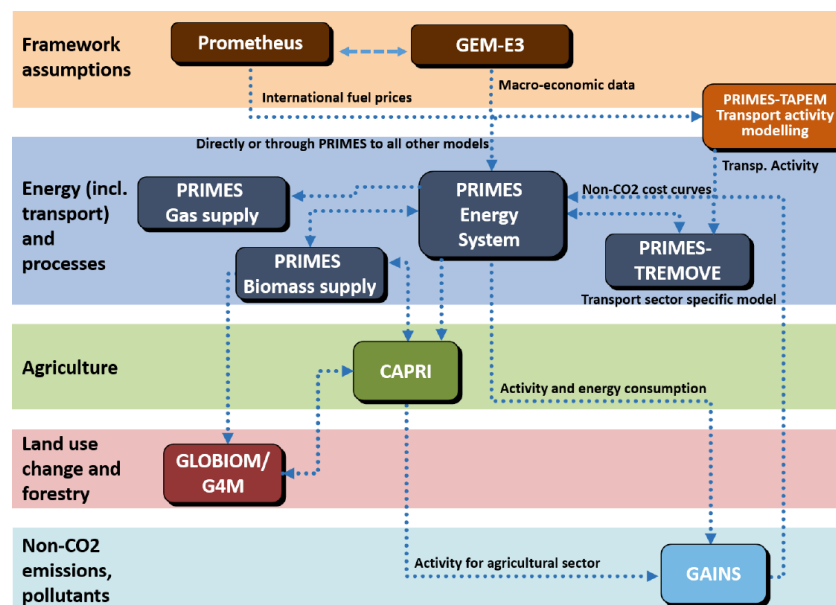 Framework
assumptions
Prometheus
GEM-E3
International fuel prices
Macro-economic data
PRIMES-TAPEM
Transport activity
modelling
Directly or through PRIMES to all other models
Transp. Activity
Energy (incl.
transport) and
processes
PRIMES
Gas supply
PRIMES
Energy
System
Non-CO2 cost curves
PRIMES
Biomass supply
PRIMES-
TREMOVE
Transport sector specific model
Agriculture
CAPRI
Activity and energy consumption
Land use
change and
forestry
GLOBIOM/
G4M
Non-CO2
emissions,
pollutants
Activity for agricultural sector
GAINS